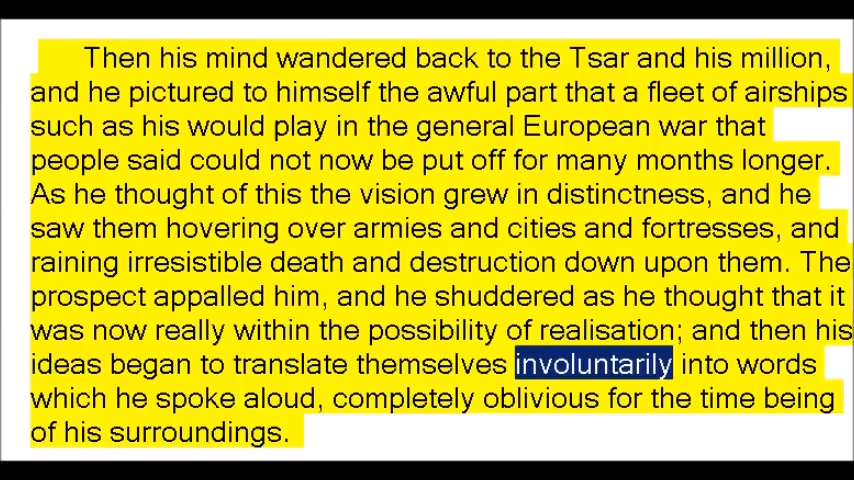 Then his mind wandered back to the Tsar and his million,
and he pictured to himself the awful part that a fleet of airships
such as his would play in the general European war that
people said could not now be put off for many months longer.
As he thought of this the vision grew in distinctness, and he
saw them hovering over armies and cities and fortresses, and
raining irresistible death and destruction down upon them. The
prospect appalled him, and he shuddered as he thought that it
was now really within the possibility of realisation; and then his
ideas began to translate themselves involuntarily into words
which he spoke aloud, completely oblivious for the time being
of his surroundings.